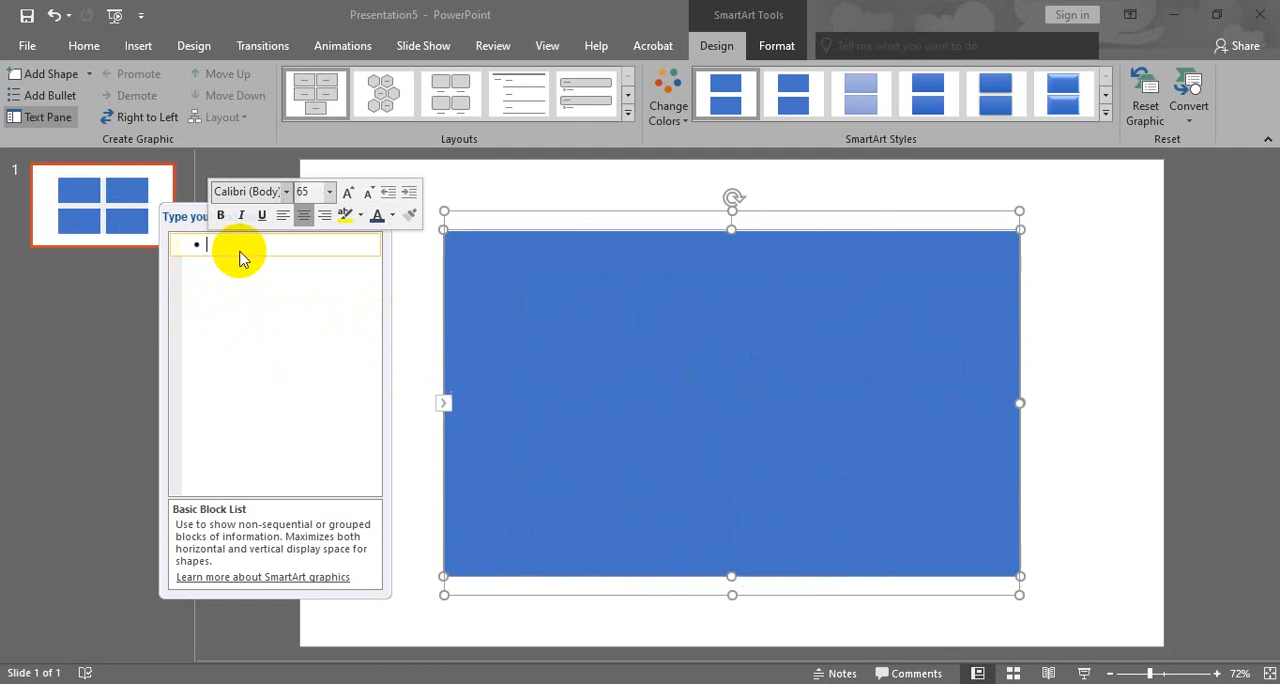 Presentation5 - PowerPoint
SmartArt Tools
Sign in
File Home Insert Design Transitions Animations Slide Show Review View Help Acrobat Design Format Tell me what you want to do Share
Add Shape Promote Move Up
Add Bullet Demote Move Down
Text Pane Right to Left Layout
Create Graphic
Layouts
Change
Colors
SmartArt Styles
Reset
Graphic
Convert
Reset
1
Calibri (Body) 65
B I U A
Type you
Basic Block List
Use to show non-sequential or grouped
blocks of information. Maximizes both
horizontal and vertical display space for
shapes.
Learn more about SmartArt graphics
Slide 1 of 1 Notes Comments 72%